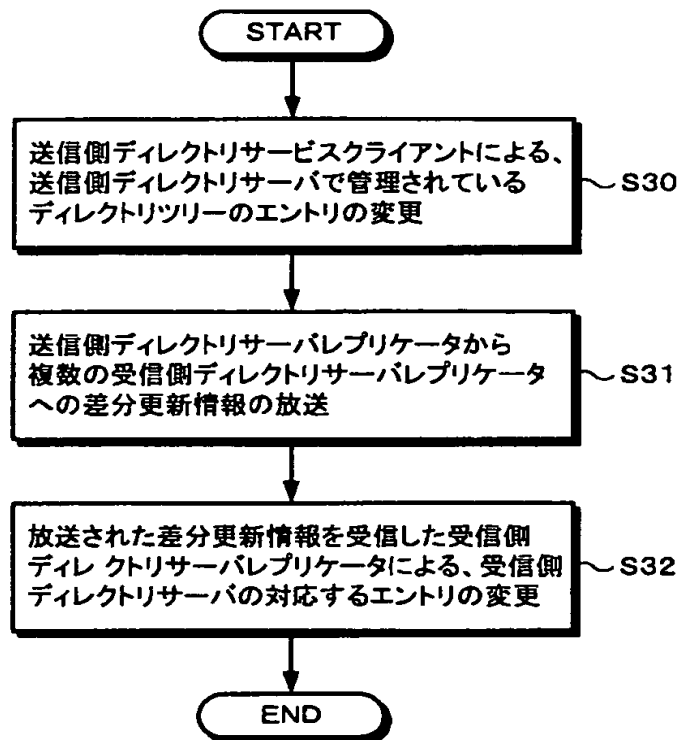 START
送信側ディレクトリサービスクライアントによる、
送信側ディレクトリサーバで管理されている
ディレクトリツリーのエントリの変更
S30
送信側ディレクトリサーバレプリケータから
複数の受信側ディレクトリサーバレプリケータ
への差分更新情報の放送
S31
放送された差分更新情報を受信した受信側
ディレ クトリサーバレプリケータによる、受信側
ディレクトリサーバの対応するエントリの変更
S32
END